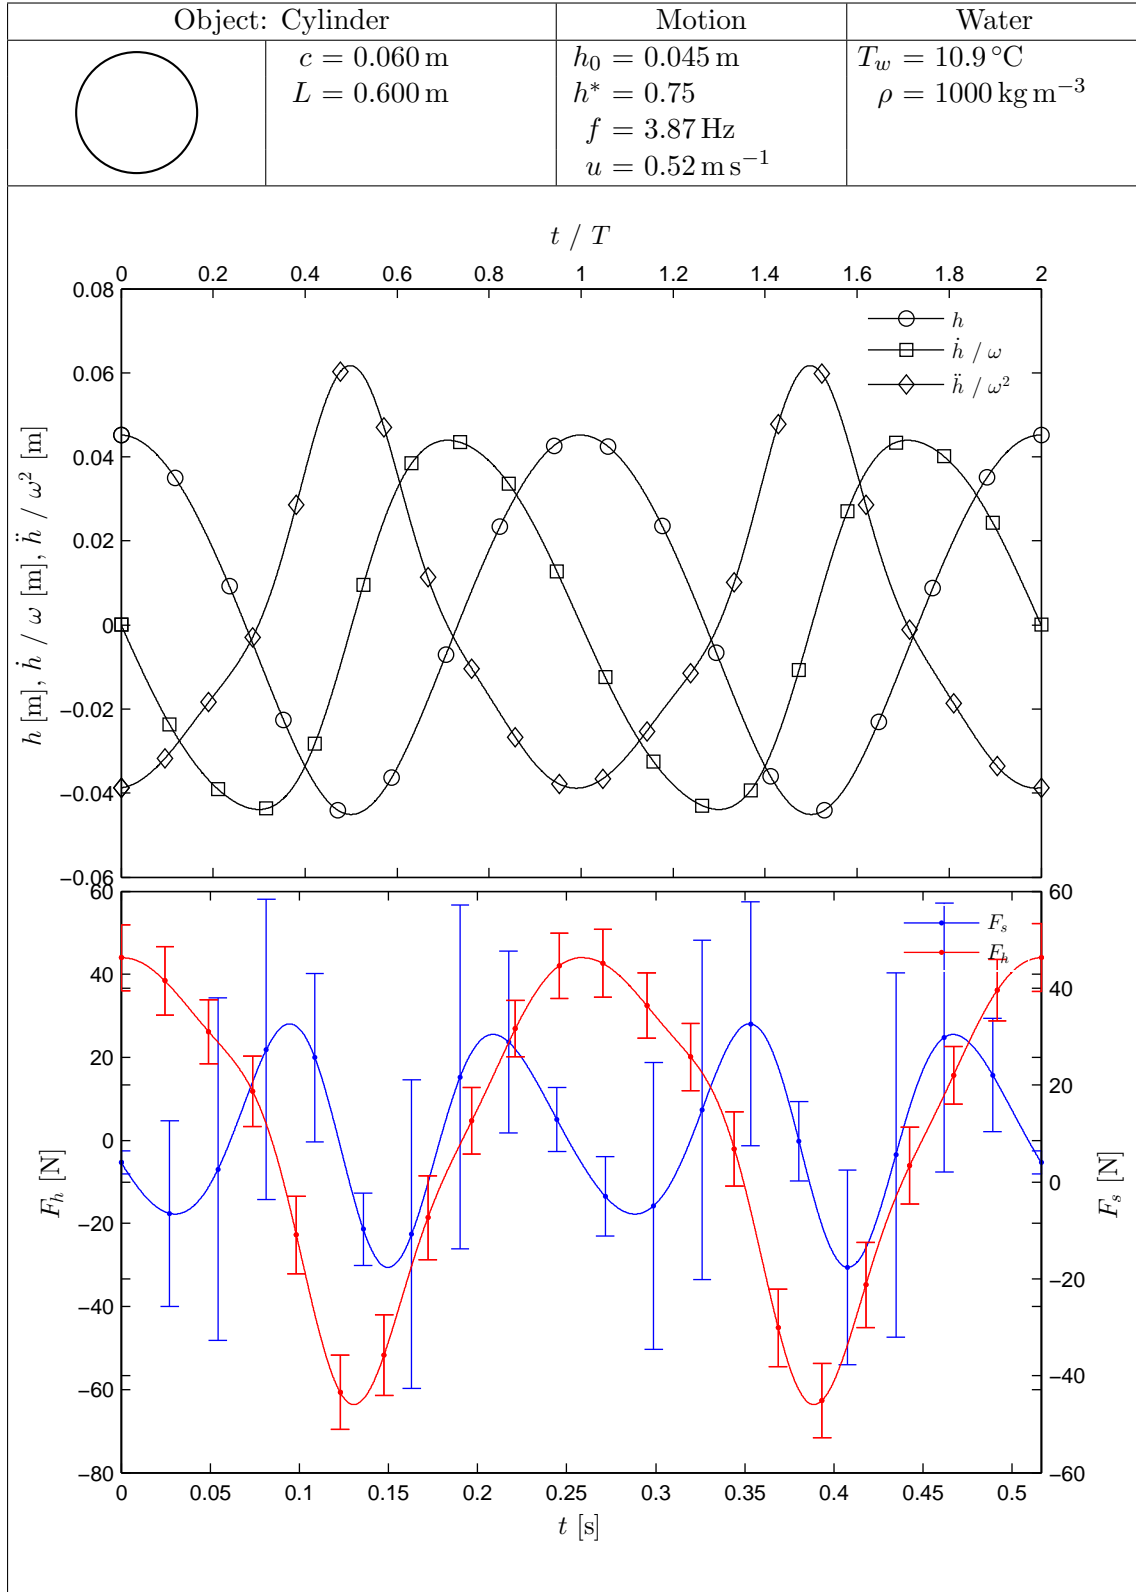 Object: Cylinder Motion Water
c = 0.060 m h₀ = 0.045 m T_w = 10.9 °C
L = 0.600 m h* = 0.75 ρ = 1000 kg m⁻³
f = 3.87 Hz
u = 0.52 m s⁻¹
t / T
0 0.2 0.4 0.6 0.8 1 1.2 1.4 1.6 1.8 2
0.08
0.06
0.04
0.02
0
−0.02
−0.04
−0.06
h [m], ḣ / ω [m], ḧ / ω² [m]
h
ḣ / ω
ḧ / ω²
60
40
20
0
−20
−40
−60
−80
F_h [N]
F_s
F_h
60
40
20
0
−20
−40
−60
F_s [N]
0 0.05 0.1 0.15 0.2 0.25 0.3 0.35 0.4 0.45 0.5
t [s]